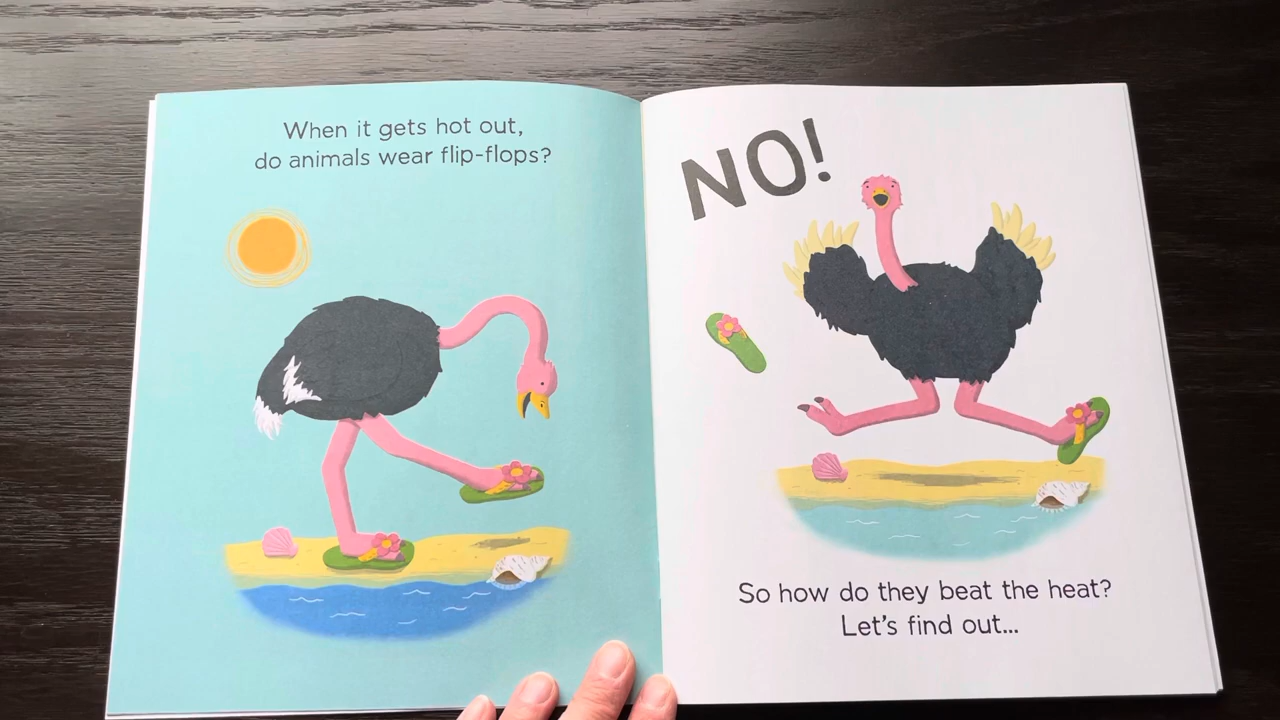 When it gets hot out,
do animals wear flip-flops?
NO!
So how do they beat the heat?
Let's find out...